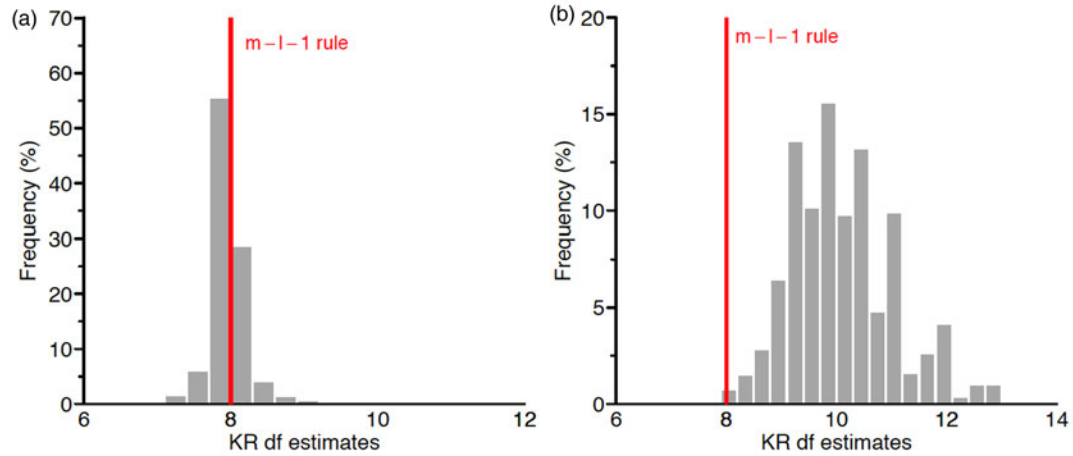 (a)
70
60
50
40
30
20
10
0
Frequency (%)
m – l – 1 rule
6
8
10
12
KR df estimates
(b)
20
15
10
5
0
Frequency (%)
m – l – 1 rule
6
8
10
12
14
KR df estimates